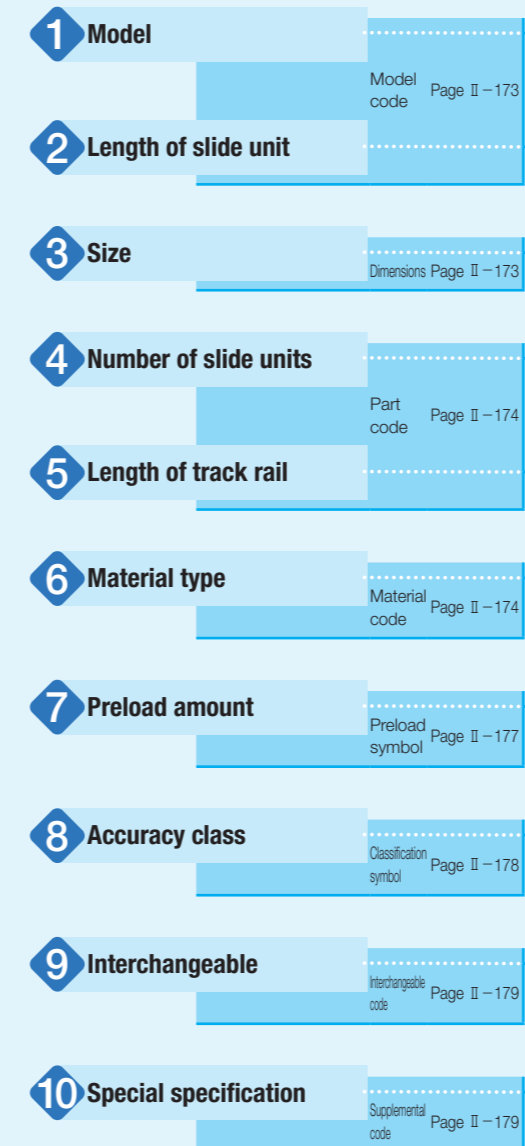 1 Model
Model code Page Ⅱ－173
2 Length of slide unit
3 Size
Dimensions Page Ⅱ－173
4 Number of slide units
Part code Page Ⅱ－174
5 Length of track rail
6 Material type
Material code Page Ⅱ－174
7 Preload amount
Preload symbol Page Ⅱ－177
8 Accuracy class
Classification symbol Page Ⅱ－178
9 Interchangeable
Interchangeable code Page Ⅱ－179
10 Special specification
Supplemental code Page Ⅱ－179